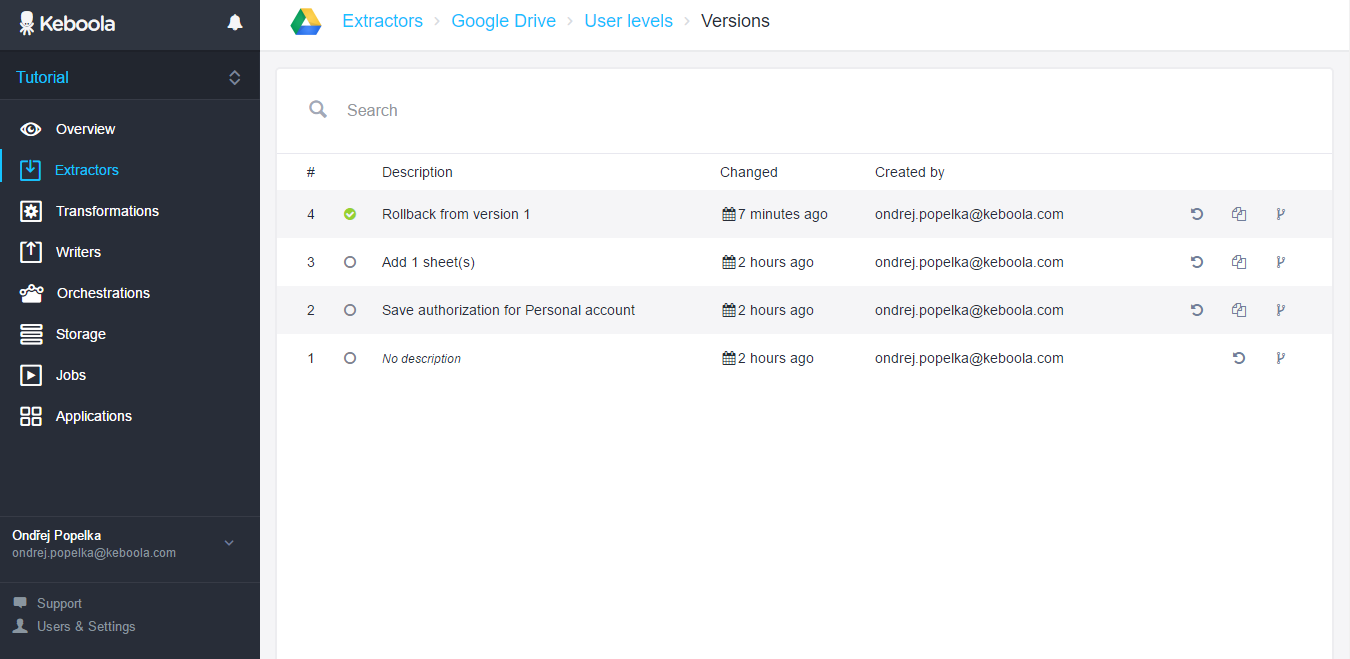 Keboola
Tutorial
Overview
Extractors
Transformations
Writers
Orchestrations
Storage
Jobs
Applications
Ondřej Popelka
ondrej.popelka@keboola.com
Support
Users & Settings
Extractors › Google Drive › User levels › Versions
Search
# Description Changed Created by
4 Rollback from version 1 7 minutes ago ondrej.popelka@keboola.com
3 Add 1 sheet(s) 2 hours ago ondrej.popelka@keboola.com
2 Save authorization for Personal account 2 hours ago ondrej.popelka@keboola.com
1 No description 2 hours ago ondrej.popelka@keboola.com